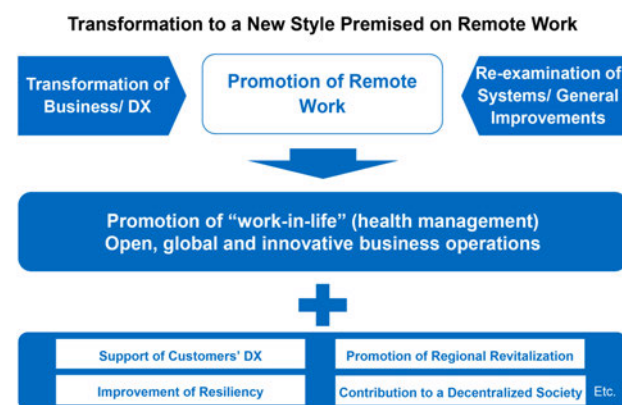 Transformation to a New Style Premised on Remote Work
Transformation of
Business/ DX
Promotion of Remote
Work
Re-examination of
Systems/ General
Improvements
Promotion of “work-in-life” (health management)
Open, global and innovative business operations
Support of Customers’ DX
Promotion of Regional Revitalization
Improvement of Resiliency
Contribution to a Decentralized Society
Etc.